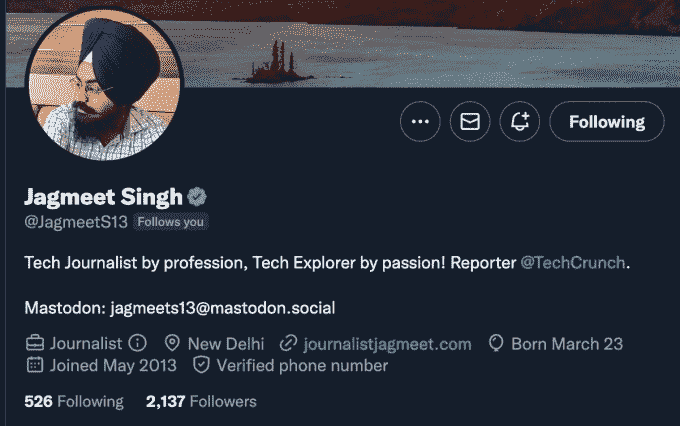 Following
Jagmeet Singh
@JagmeetS13 Follows you
Tech Journalist by profession, Tech Explorer by passion! Reporter @TechCrunch.
Mastodon: jagmeets13@mastodon.social
Journalist New Delhi journalistjagmeet.com Born March 23
Joined May 2013 Verified phone number
526 Following 2,137 Followers